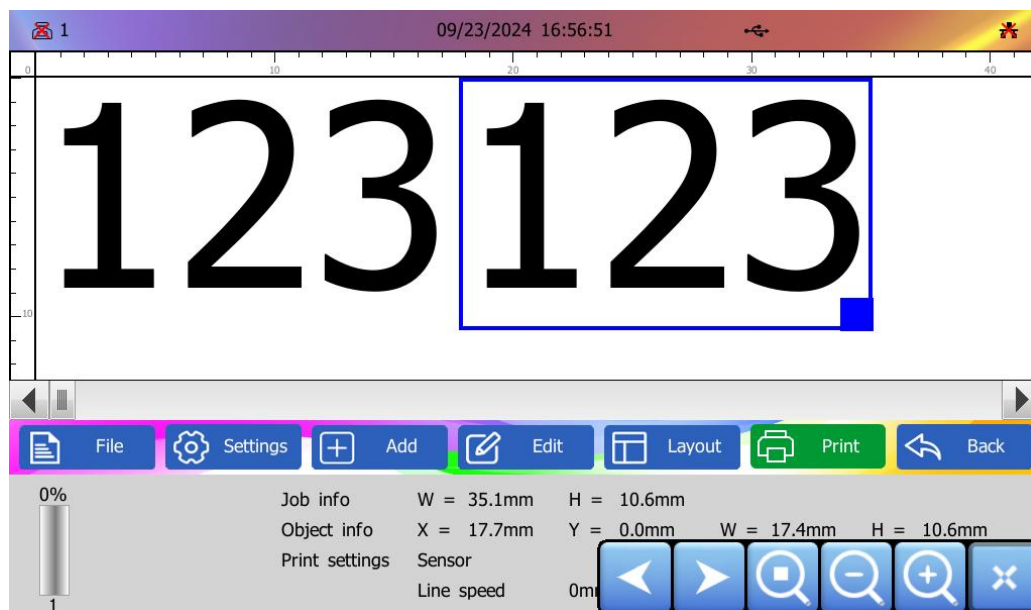 1 09/23/2024 16:56:51
0 10 20 30 40
123 123
10
File Settings Add Edit Layout Print Back
0%
Job info W = 35.1mm H = 10.6mm
Object info X = 17.7mm Y = 0.0mm W = 17.4mm H = 10.6mm
Print settings Sensor
Line speed
1